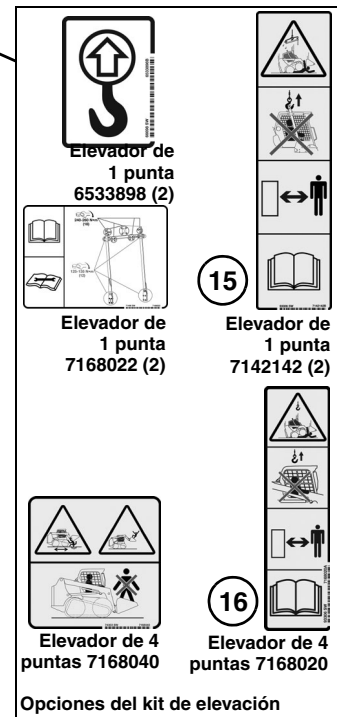 Elevador de
1 punta
6533898 (2)
15
Elevador de
1 punta
7168022 (2)
Elevador de
1 punta
7142142 (2)
16
Elevador de 4
puntas 7168040
Elevador de 4
puntas 7168020
Opciones del kit de elevación